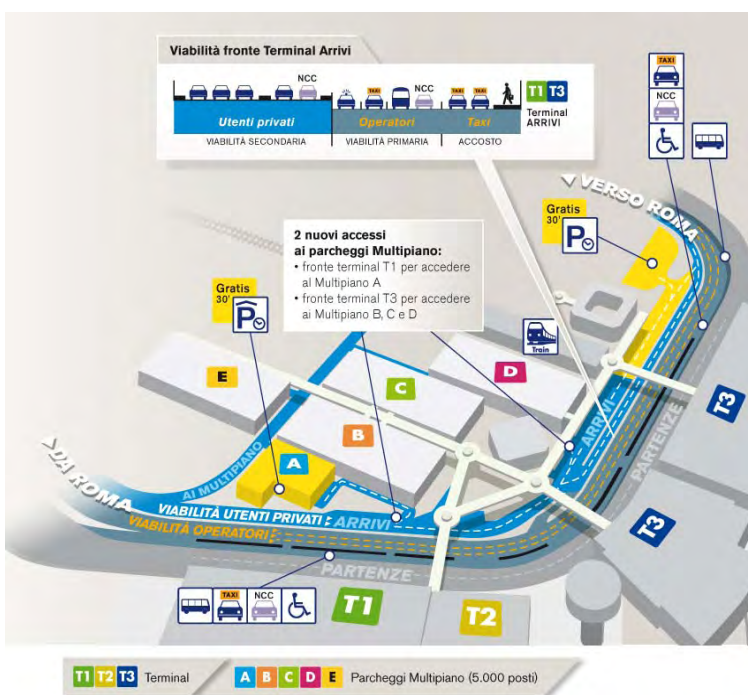 Viabilità fronte Terminal Arrivi
NCC
TAXI
NCC
TAXI
TAXI
T1 T3
Terminal
ARRIVI
Utenti privati
Operatori
Taxi
VIABILITÀ SECONDARIA
VIABILITÀ PRIMARIA
ACCOSTO
TAXI
NCC
VERSO ROMA
Gratis
30'
P
2 nuovi accessi
ai parcheggi Multipiano:
• fronte terminal T1 per accedere
al Multipiano A
• fronte terminal T3 per accedere
ai Multipiano B, C e D
Gratis
30'
P
Train
E
D
C
B
A
T3
ARRIVI
PARTENZE
T3
AI MULTIPIANO
DA ROMA
VIABILITÀ UTENTI PRIVATI : ARRIVI
VIABILITÀ OPERATORI :
PARTENZE
TAXI
NCC
T1
T2
T1 T2 T3 Terminal
A B C D E Parcheggi Multipiano (5.000 posti)